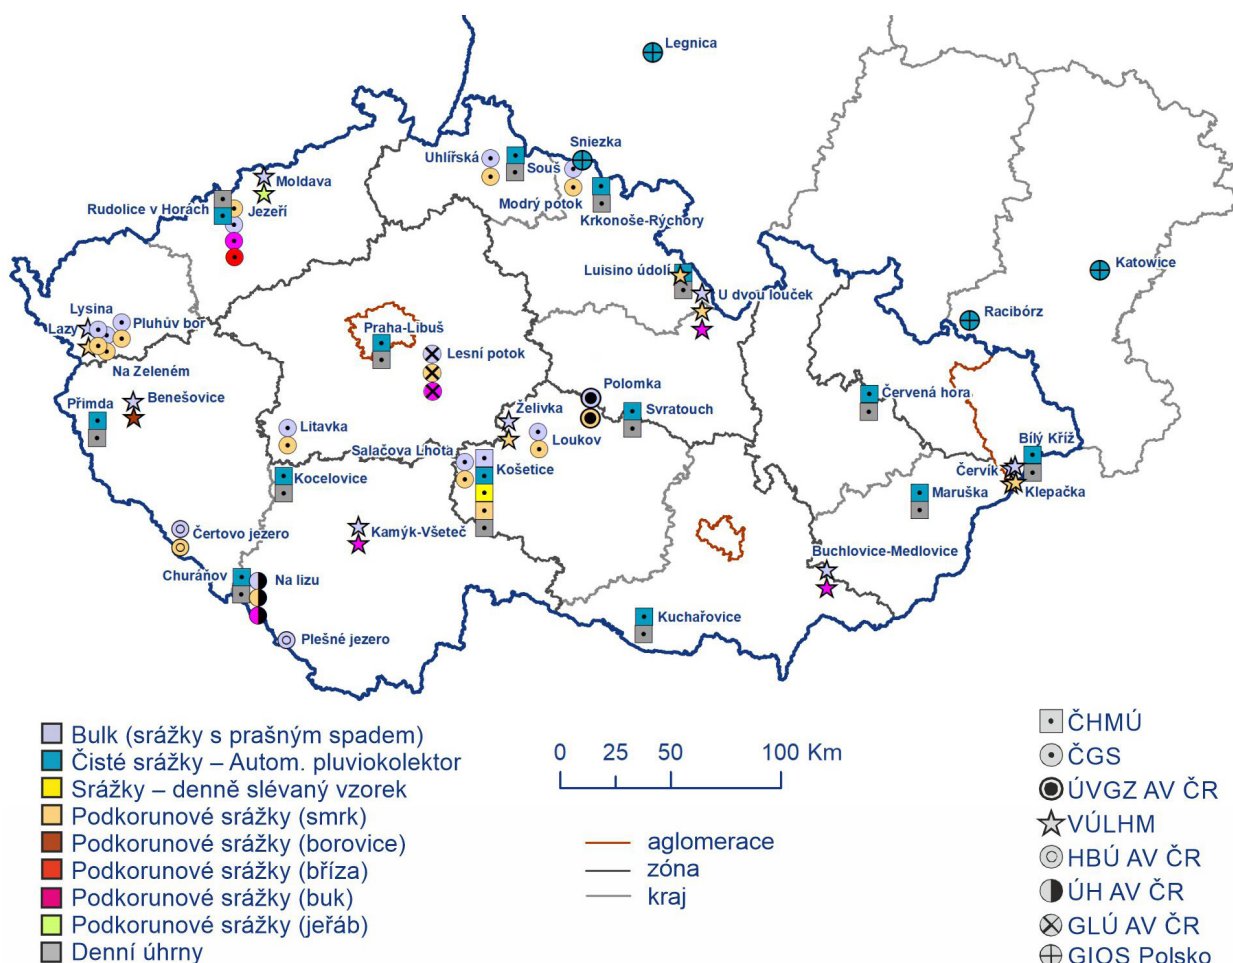 Legnica
Sniezka
Uhlířská
Souš
Moldava
Modrý potok
Rudolice v Horách
Jezeří
Krkonoše-Rýchory
Luisino údolí
Katowice
U dvou louček
Lysina
Racibórz
Pluhův bor
Lazy
Praha-Libuš
Lesní potok
Na Zeleném
Polomka
Červená hora
Benešovice
Přimda
Želivka
Svratouch
Litavka
Loukov
Bílý Kříž
Salačova Lhota
Košetice
Červík
Kocelovice
Maruška
Klepačka
Čertovo jezero
Kamýk-Všeteč
Buchlovice-Medlovice
Churáňov
Na lizu
Kuchařovice
Plešné jezero
Bulk (srážky s prašným spadem)
Čisté srážky – Autom. pluviokolektor
Srážky – denně slévaný vzorek
Podkorunové srážky (smrk)
Podkorunové srážky (borovice)
Podkorunové srážky (bříza)
Podkorunové srážky (buk)
Podkorunové srážky (jeřáb)
Denní úhrny
0 25 50 100 Km
aglomerace
zóna
kraj
ČHMÚ
ČGS
ÚVGZ AV ČR
VÚLHM
HBÚ AV ČR
ÚH AV ČR
GLÚ AV ČR
GIOS Polsko